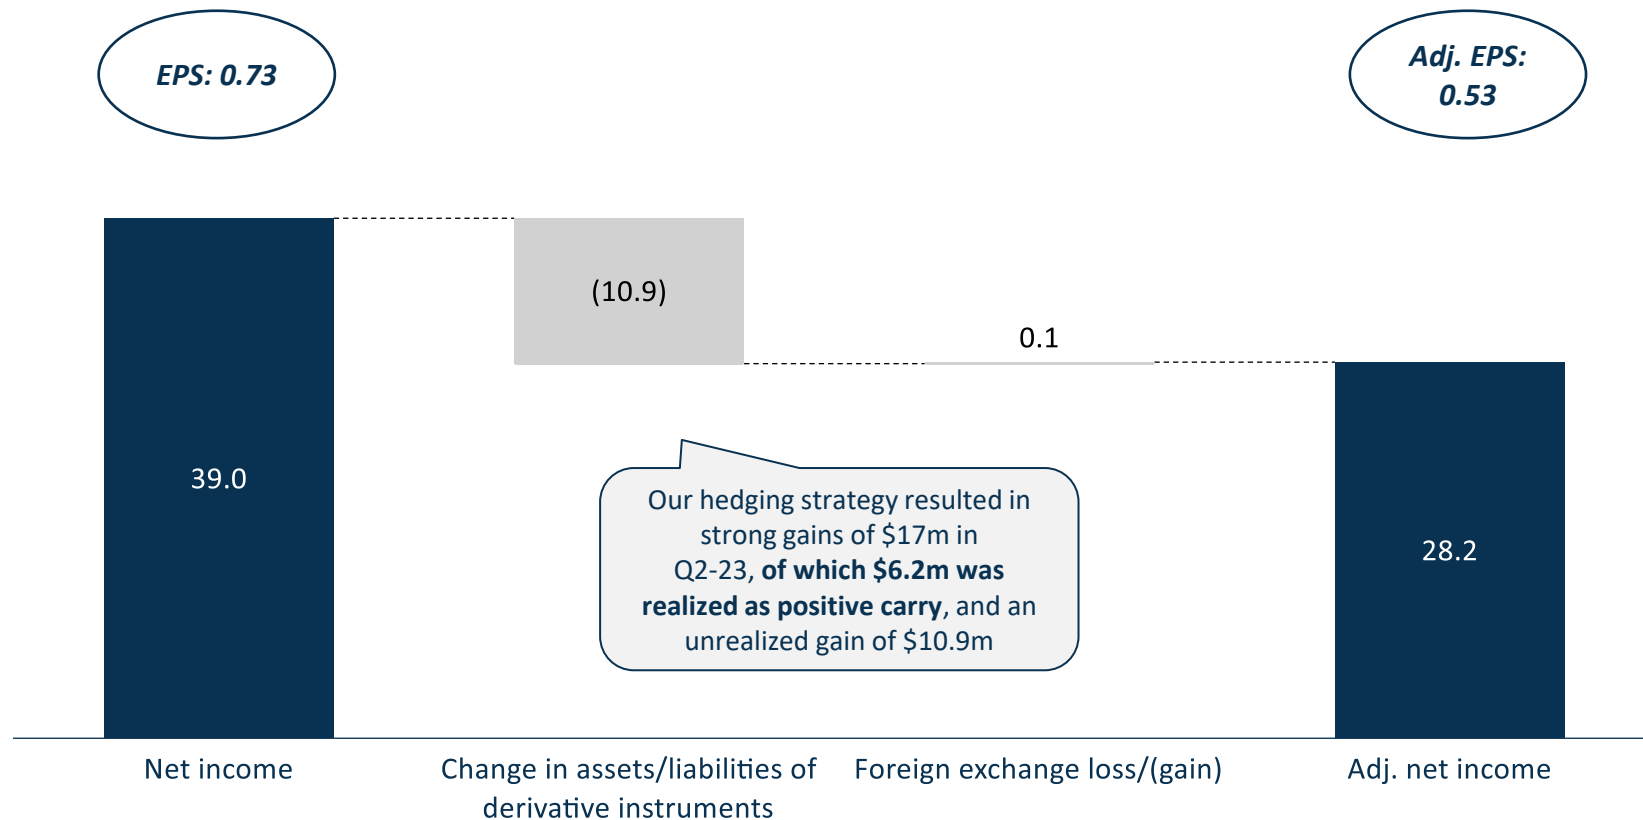 EPS: 0.73
Adj. EPS:
0.53
(10.9)
0.1
39.0
28.2
Our hedging strategy resulted in
strong gains of $17m in
Q2-23, of which $6.2m was
realized as positive carry, and an
unrealized gain of $10.9m
Net income
Change in assets/liabilities of
derivative instruments
Foreign exchange loss/(gain)
Adj. net income